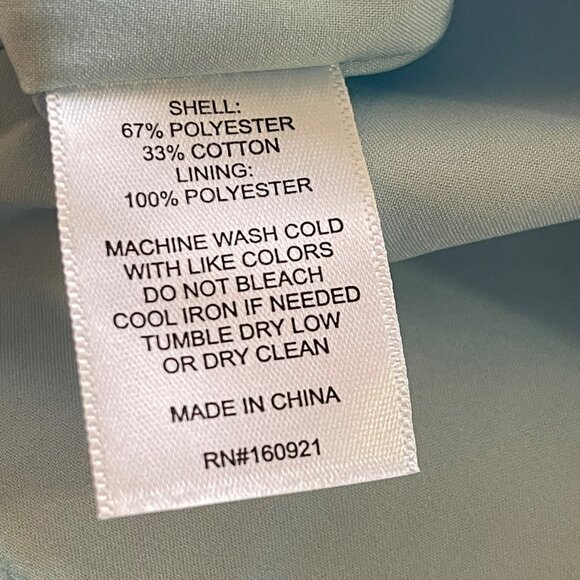 SHELL:
67% POLYESTER
33% COTTON
LINING:
100% POLYESTER
MACHINE WASH COLD
WITH LIKE COLORS
DO NOT BLEACH
COOL IRON IF NEEDED
TUMBLE DRY LOW
OR DRY CLEAN
MADE IN CHINA
RN#160921